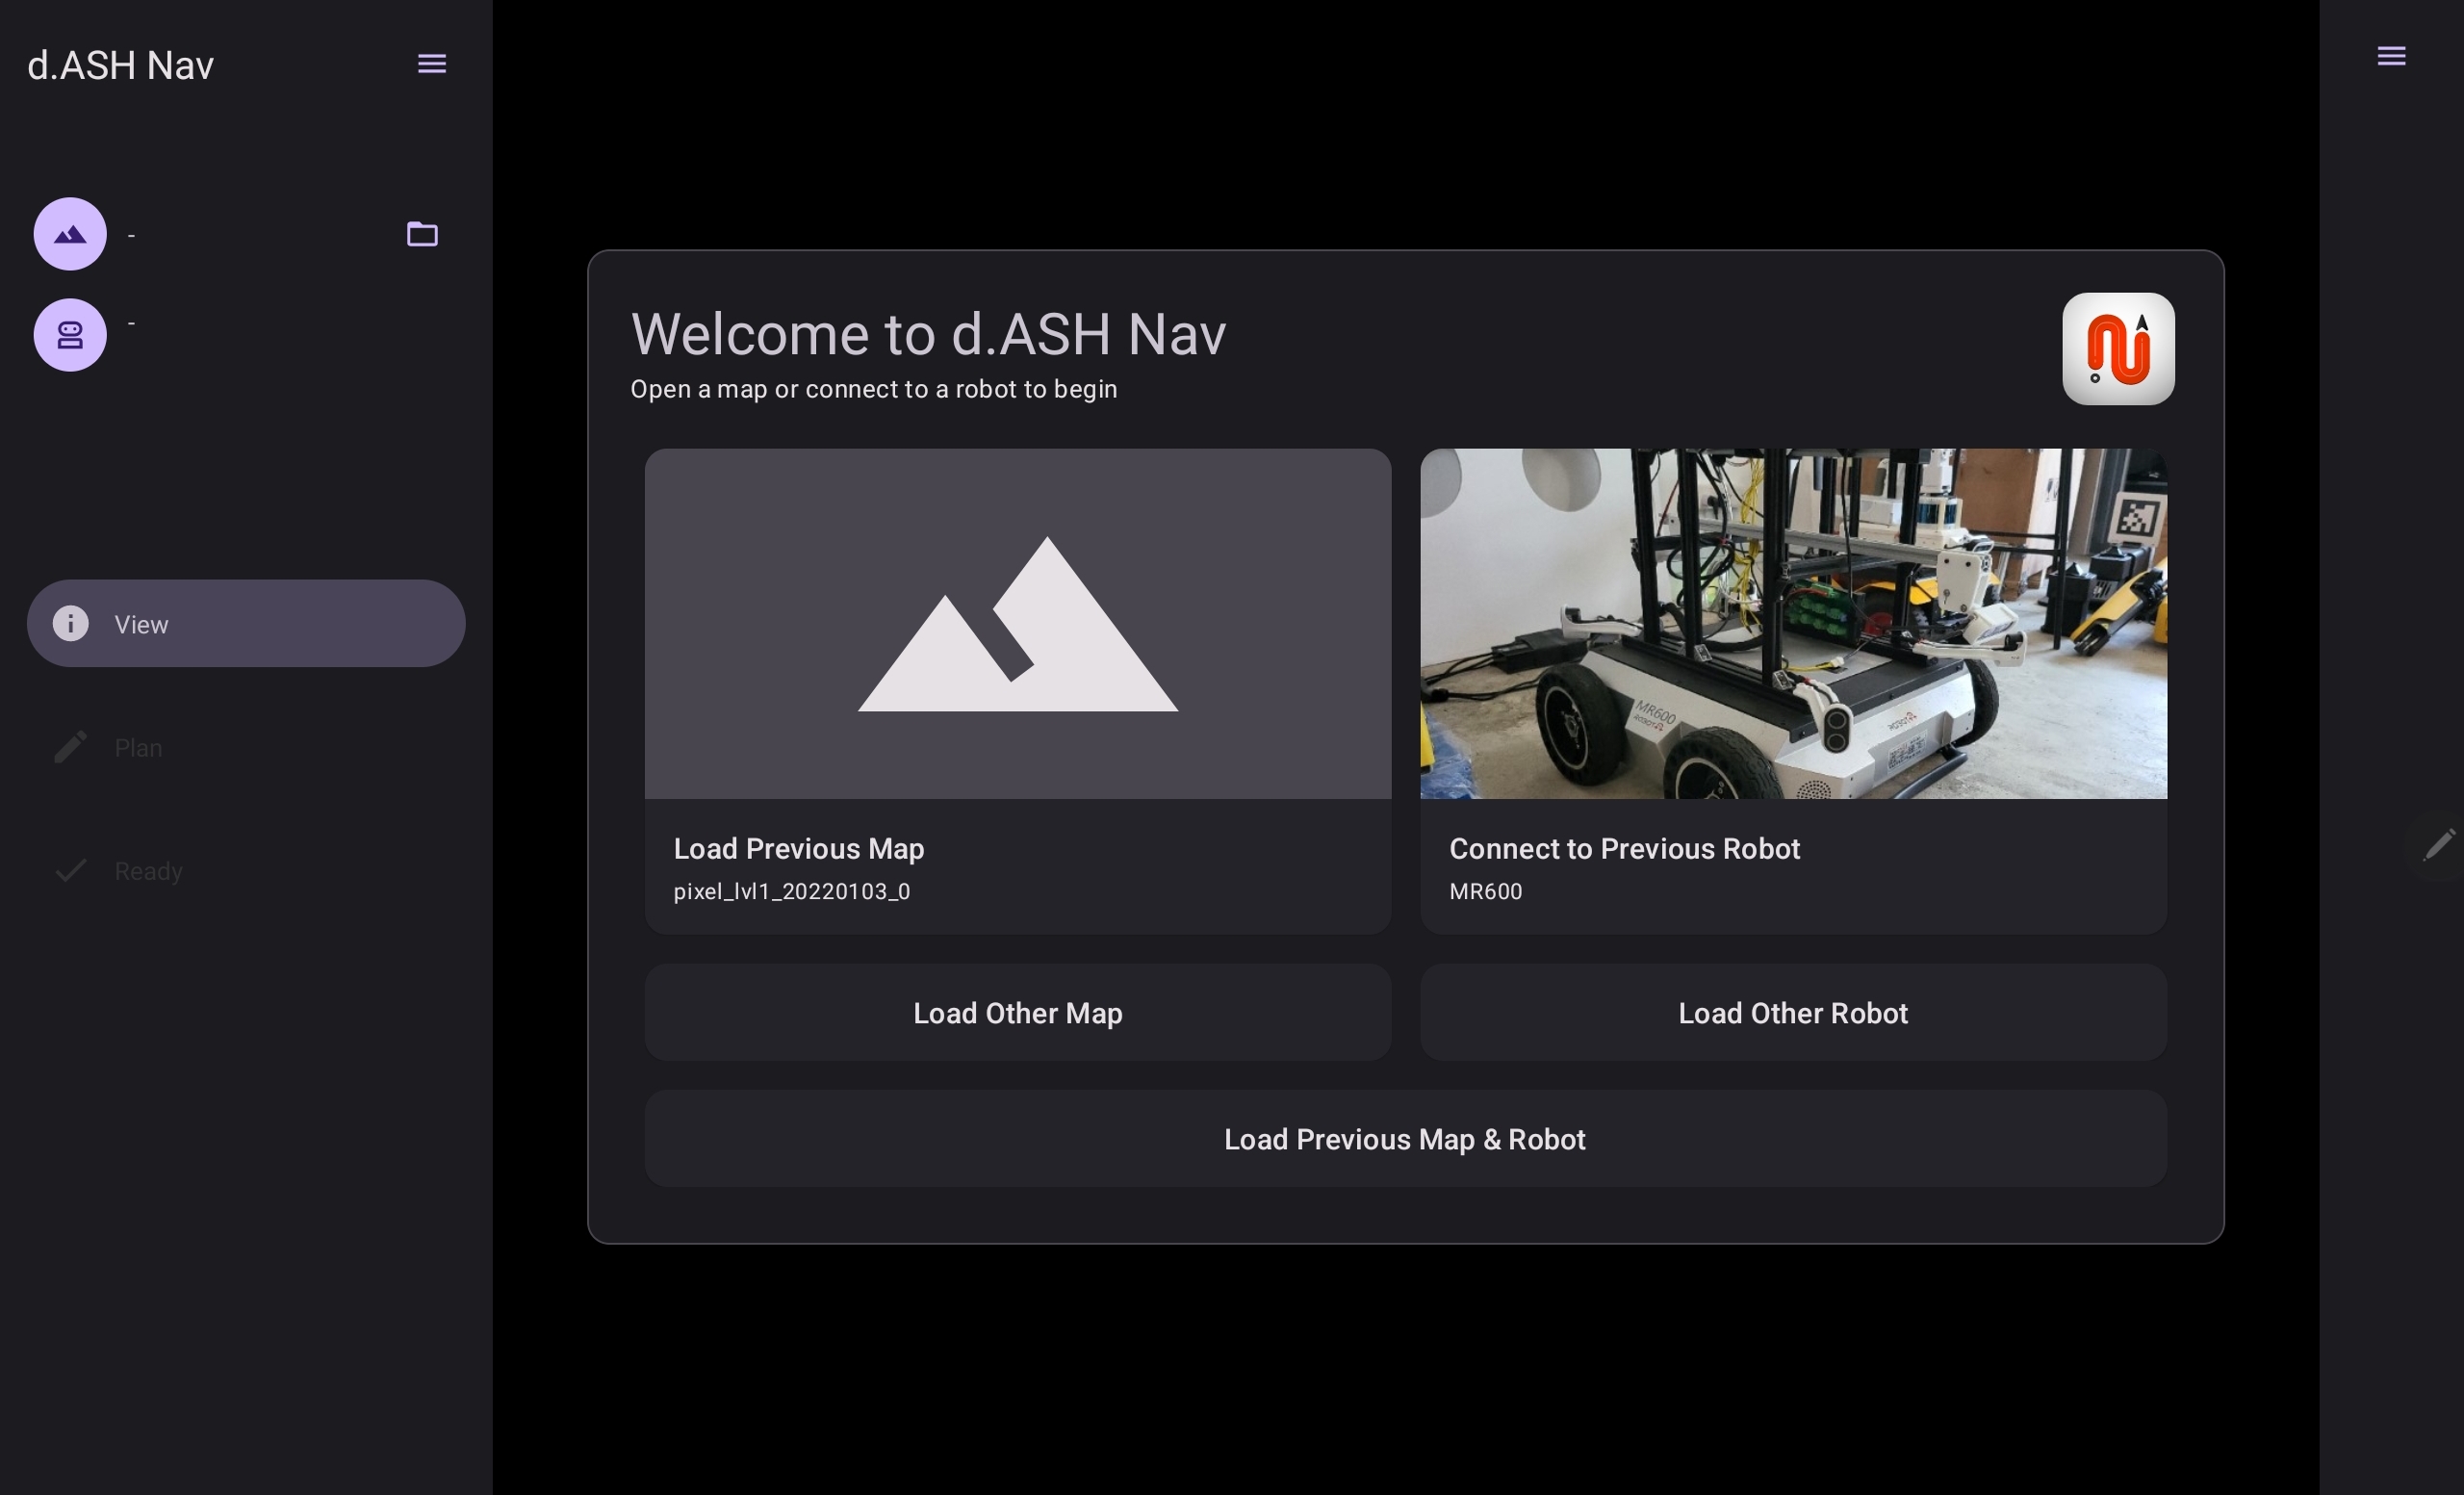 d.ASH Nav
-
-
View
Plan
Ready
Welcome to d.ASH Nav
Open a map or connect to a robot to begin
MR600
Load Previous Map
pixel_lvl1_20220103_0
Connect to Previous Robot
MR600
Load Other Map
Load Other Robot
Load Previous Map & Robot